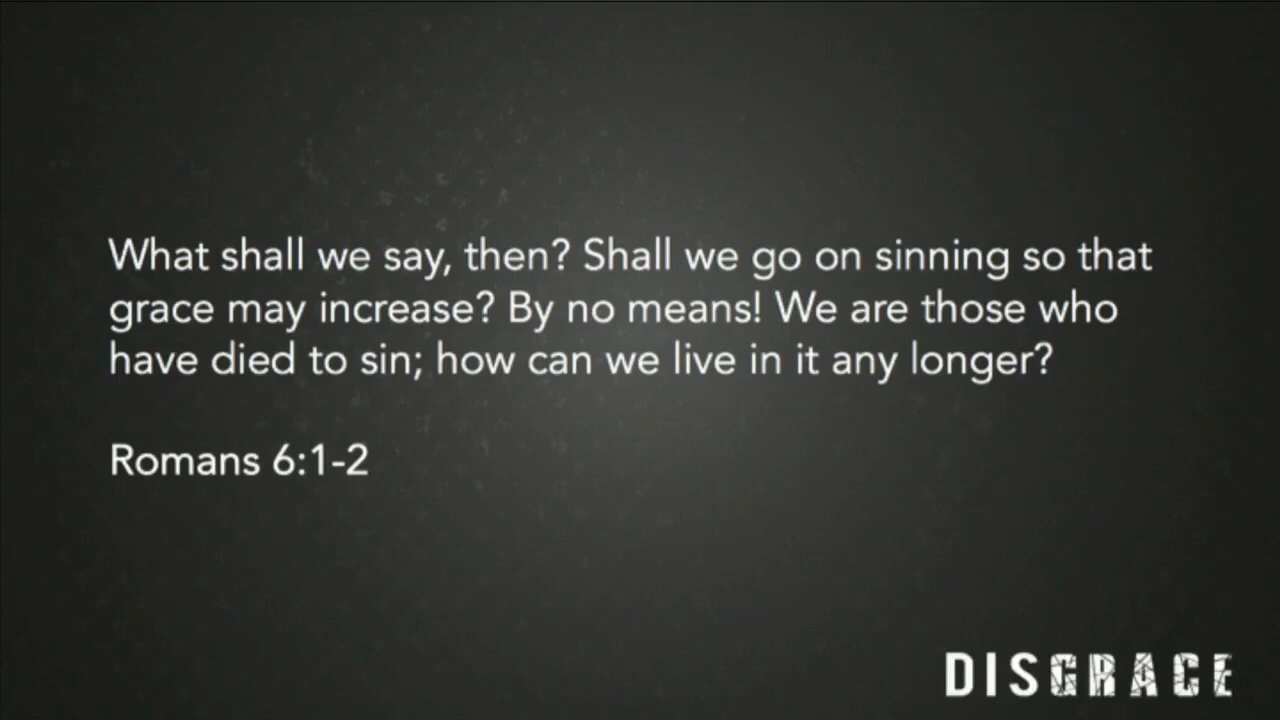 What shall we say, then? Shall we go on sinning so that
grace may increase? By no means! We are those who
have died to sin; how can we live in it any longer?
Romans 6:1-2
DISGRACE